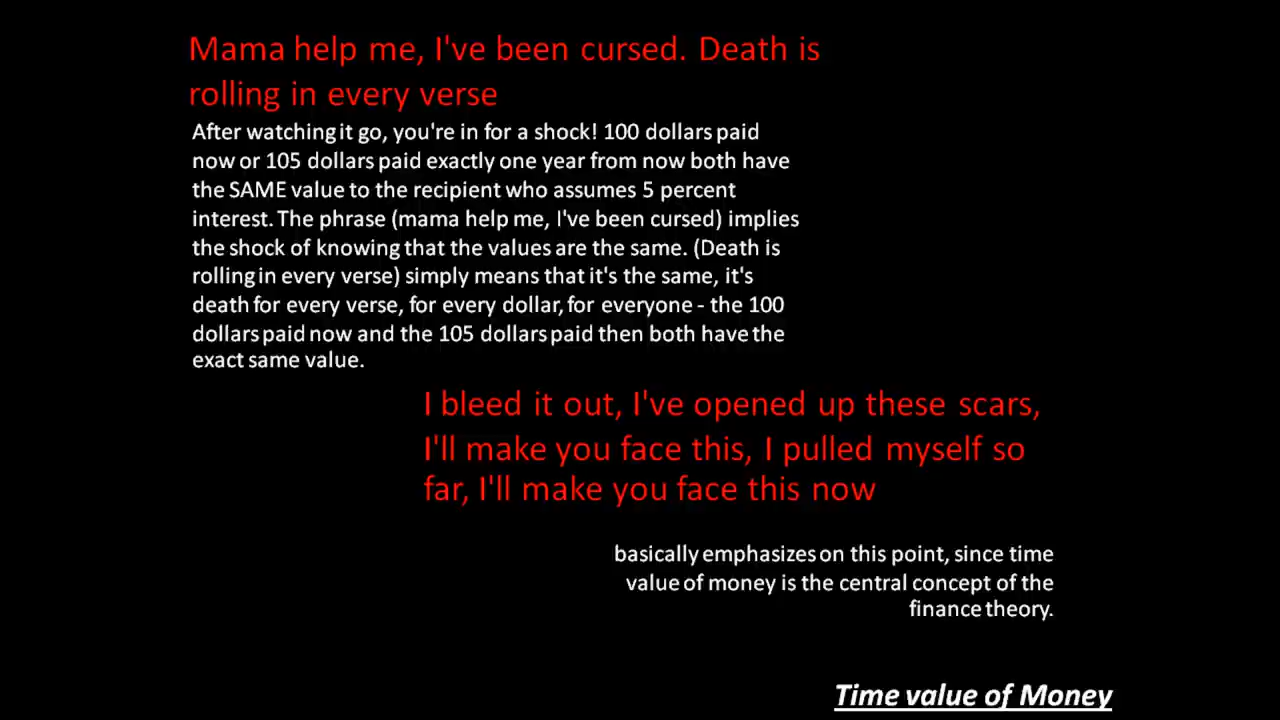 Mama help me, I've been cursed. Death is
rolling in every verse
After watching it go, you're in for a shock! 100 dollars paid
now or 105 dollars paid exactly one year from now both have
the SAME value to the recipient who assumes 5 percent
interest. The phrase (mama help me, I've been cursed) implies
the shock of knowing that the values are the same. (Death is
rolling in every verse) simply means that it's the same, it's
death for every verse, for every dollar, for everyone - the 100
dollars paid now and the 105 dollars paid then both have the
exact same value.
I bleed it out, I've opened up these scars,
I'll make you face this, I pulled myself so
far, I'll make you face this now
basically emphasizes on this point, since time
value of money is the central concept of the
finance theory.
Time value of Money